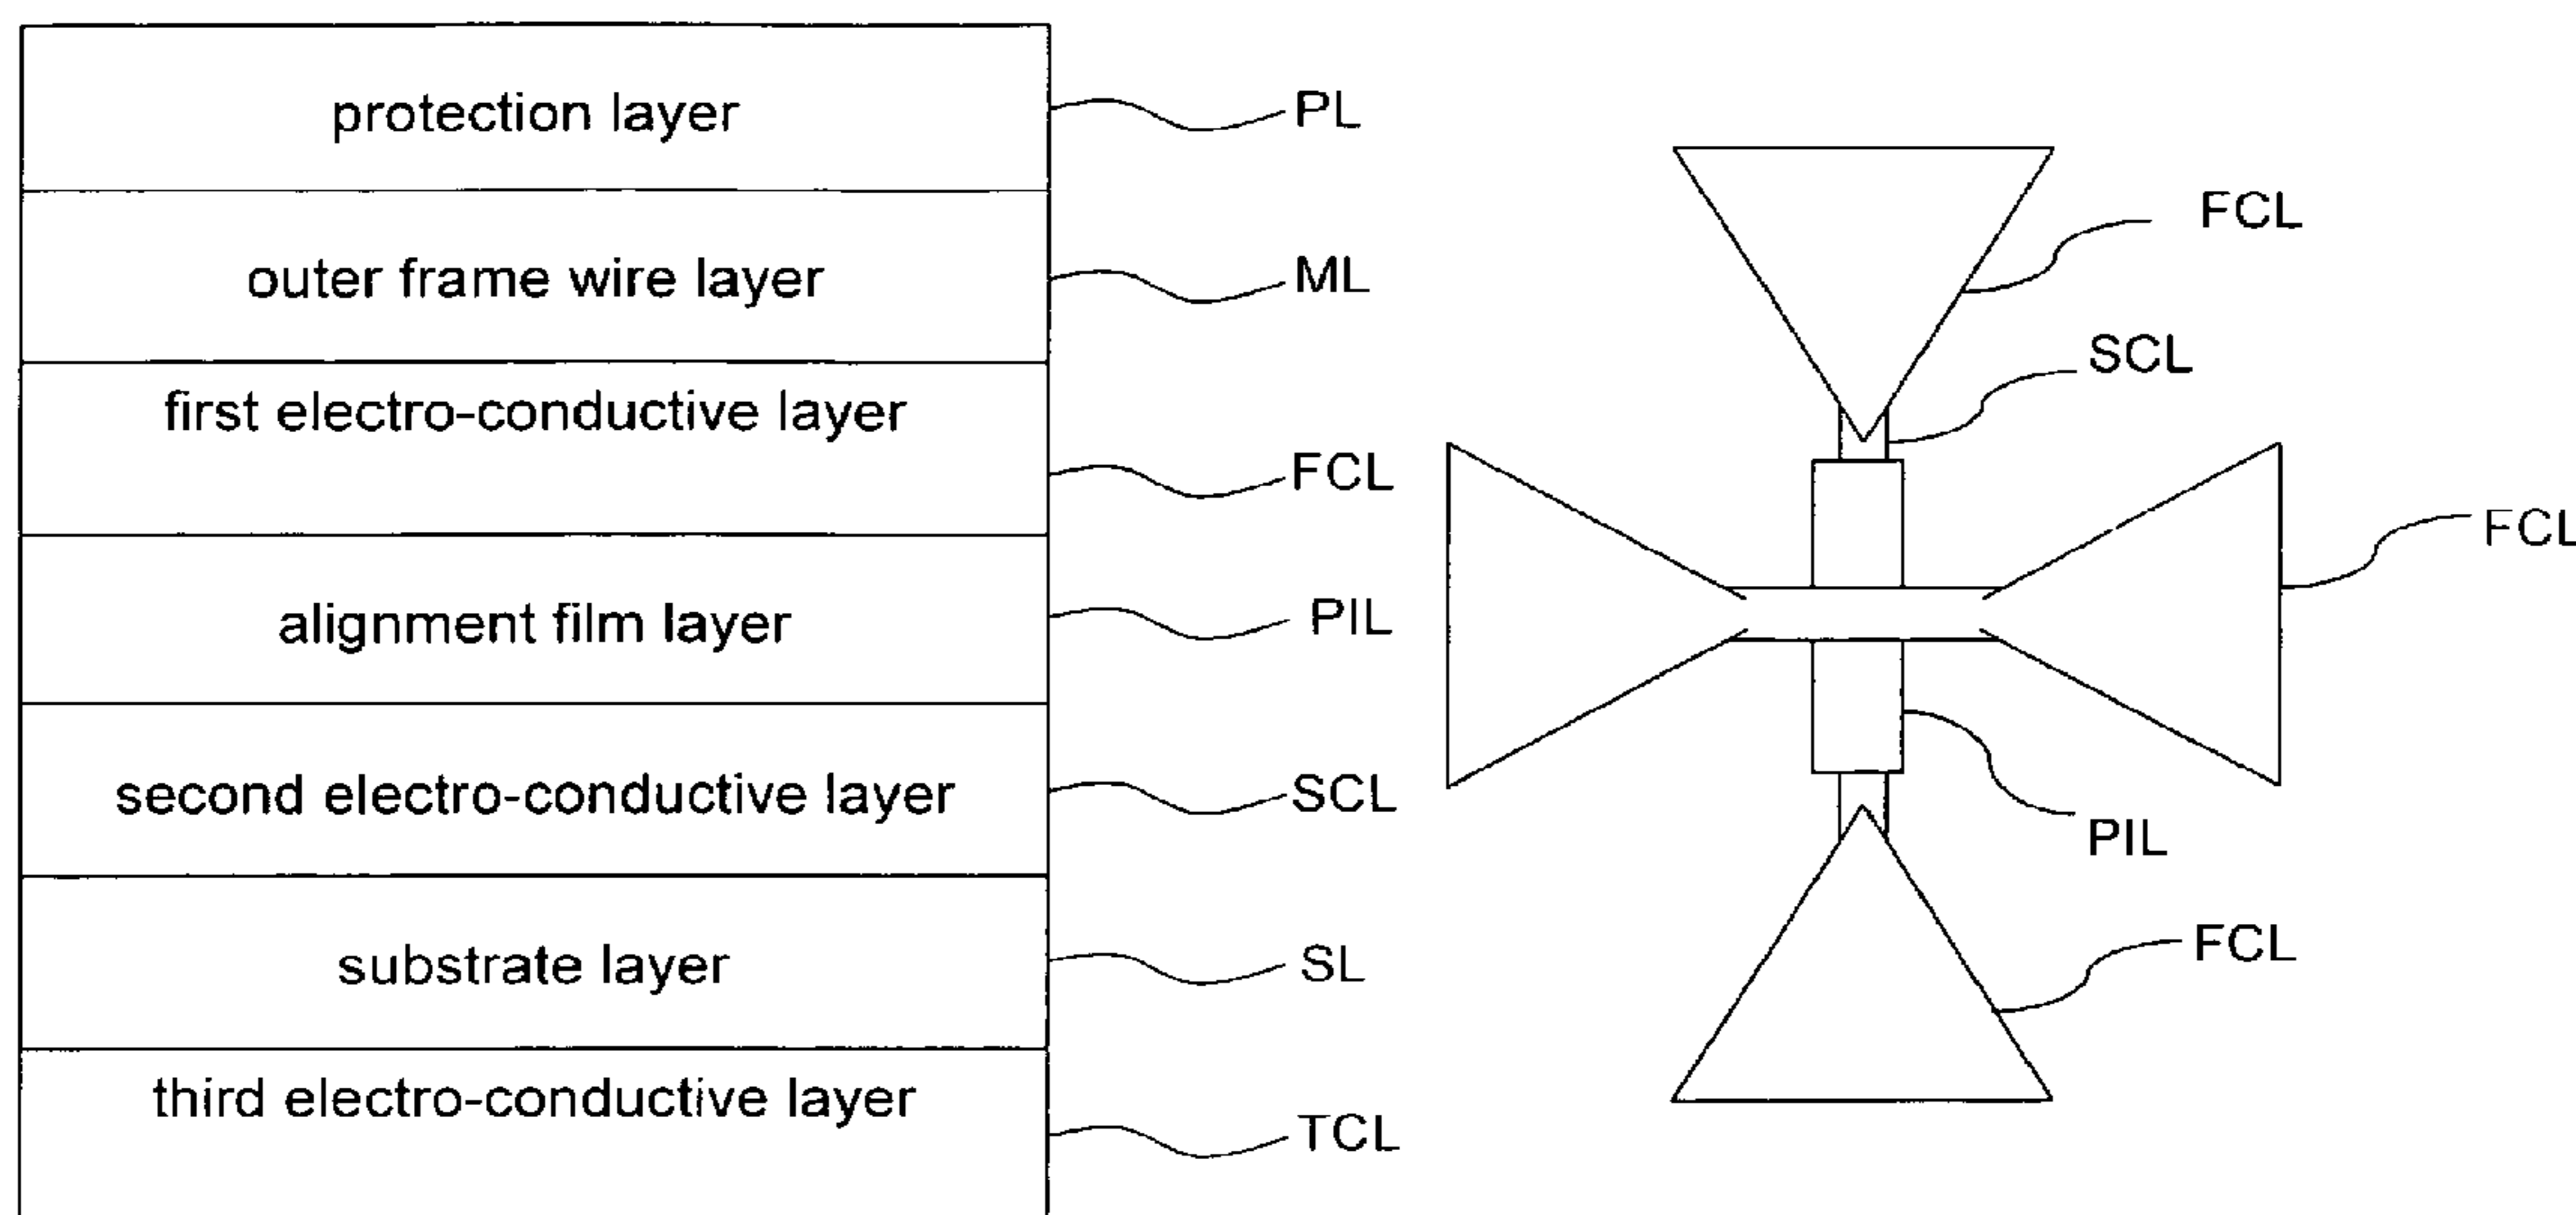 protection layer
PL
outer frame wire layer
ML
first electro-conductive layer
FCL
alignment film layer
PIL
second electro-conductive layer
SCL
substrate layer
SL
third electro-conductive layer
TCL
FCL
SCL
FCL
PIL
FCL